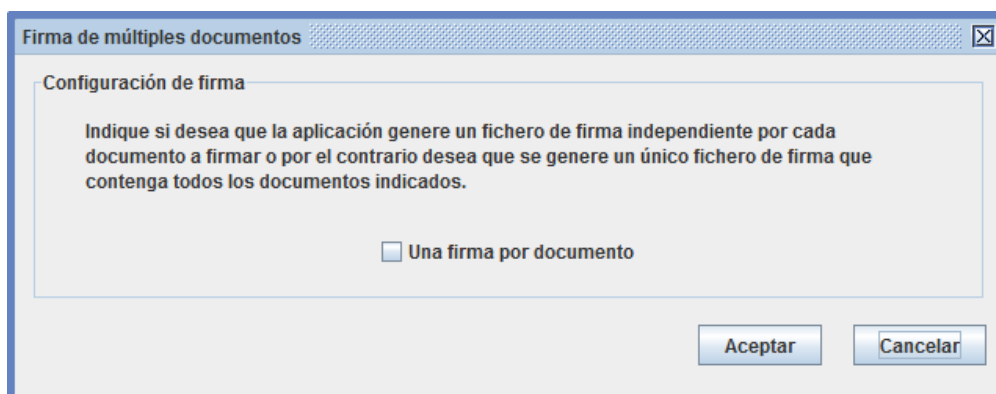 Firma de múltiples documentos
Configuración de firma
Indique si desea que la aplicación genere un fichero de firma independiente por cada
documento a firmar o por el contrario desea que se genere un único fichero de firma que
contenga todos los documentos indicados.
Una firma por documento
Aceptar
Cancelar